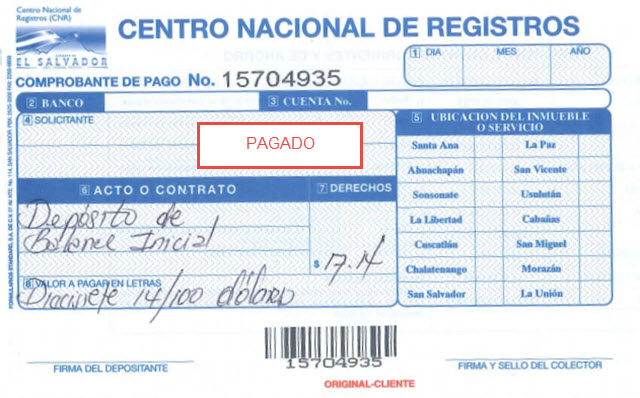 Centro Nacional de
Registros (CNR)
EL SALVADOR
CENTRO NACIONAL DE REGISTROS
1 DIA MES AÑO
COMPROBANTE DE PAGO No. 15704935
2 BANCO 3 CUENTA No.
4 SOLICITANTE
PAGADO
5 UBICACION DEL INMUEBLE
O SERVICIO
Santa Ana La Paz
Ahuachapán San Vicente
Sonsonate Usulután
La Libertad Cabañas
Cuscatlán San Miguel
Chalatenango Morazán
San Salvador La Unión
6 ACTO O CONTRATO 7 DERECHOS
Depósito de
Balance Inicial
$ 17.14
8 VALOR A PAGAR EN LETRAS
Diecisiete 14/100 dólares
15704935
FIRMA DEL DEPOSITANTE
FIRMA Y SELLO DEL COLECTOR
ORIGINAL-CLIENTE